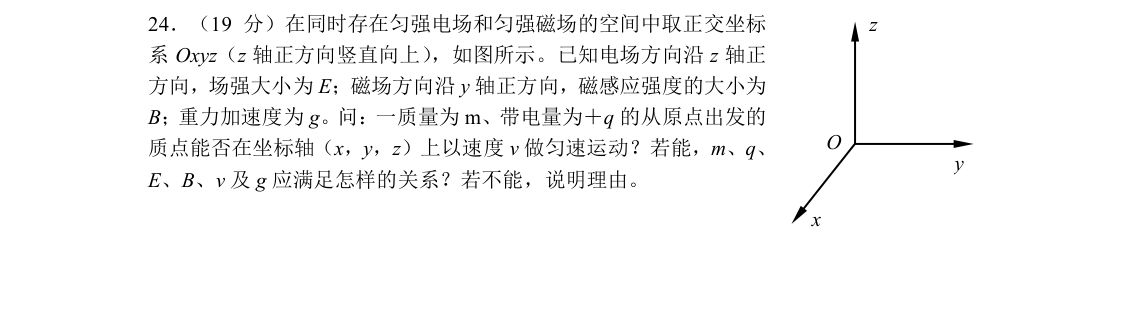 24．（19 分）在同时存在匀强电场和匀强磁场的空间中取正交坐标
系 Oxyz（z 轴正方向竖直向上），如图所示。已知电场方向沿 z 轴正
方向，场强大小为 E；磁场方向沿 y 轴正方向，磁感应强度的大小为
B；重力加速度为 g。问：一质量为 m、带电量为＋q 的从原点出发的
质点能否在坐标轴（x，y，z）上以速度 v 做匀速运动？若能，m、q、
E、B、v 及 g 应满足怎样的关系？若不能，说明理由。
z
O
y
x